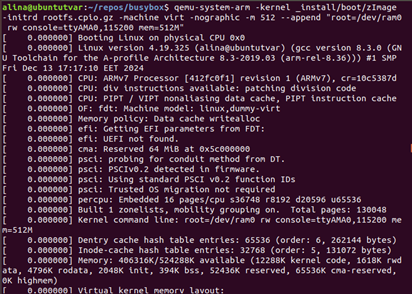 alina@ubuntutvar:~/repos/busybox$ qemu-system-arm -kernel _install/boot/zImage
-initrd rootfs.cpio.gz -machine virt -nographic -m 512 --append "root=/dev/ram0
rw console=ttyAMA0,115200 mem=512M"
[    0.000000] Booting Linux on physical CPU 0x0
[    0.000000] Linux version 4.19.325 (alina@ubuntutvar) (gcc version 8.3.0 (GN
U Toolchain for the A-profile Architecture 8.3-2019.03 (arm-rel-8.36))) #1 SMP
Fri Dec 13 17:17:10 EET 2024
[    0.000000] CPU: ARMv7 Processor [412fc0f1] revision 1 (ARMv7), cr=10c5387d
[    0.000000] CPU: div instructions available: patching division code
[    0.000000] CPU: PIPT / VIPT nonaliasing data cache, PIPT instruction cache
[    0.000000] OF: fdt: Machine model: linux,dummy-virt
[    0.000000] Memory policy: Data cache writealloc
[    0.000000] efi: Getting EFI parameters from FDT:
[    0.000000] efi: UEFI not found.
[    0.000000] cma: Reserved 64 MiB at 0x5c000000
[    0.000000] psci: probing for conduit method from DT.
[    0.000000] psci: PSCIv0.2 detected in firmware.
[    0.000000] psci: Using standard PSCI v0.2 function IDs
[    0.000000] psci: Trusted OS migration not required
[    0.000000] percpu: Embedded 16 pages/cpu s36748 r8192 d20596 u65536
[    0.000000] Built 1 zonelists, mobility grouping on.  Total pages: 130048
[    0.000000] Kernel command line: root=/dev/ram0 rw console=ttyAMA0,115200 me
m=512M
[    0.000000] Dentry cache hash table entries: 65536 (order: 6, 262144 bytes)
[    0.000000] Inode-cache hash table entries: 32768 (order: 5, 131072 bytes)
[    0.000000] Memory: 406316K/524288K available (12288K kernel code, 1618K rwd
ata, 4796K rodata, 2048K init, 394K bss, 52436K reserved, 65536K cma-reserved,
0K highmem)
[    0.000000] Virtual kernel memory layout: